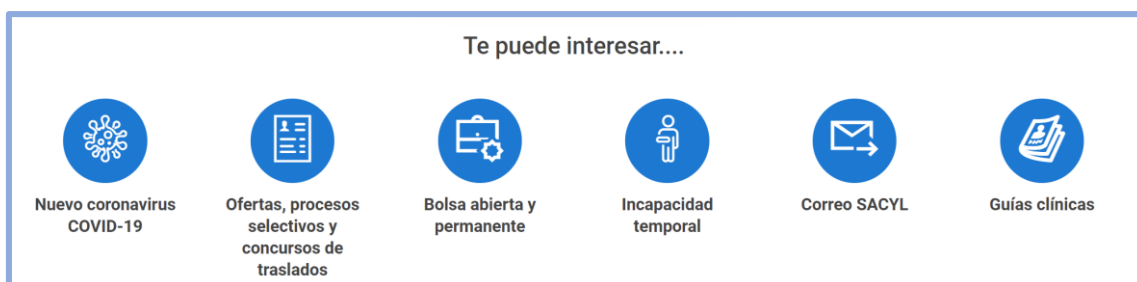 Te puede interesar....
Nuevo coronavirus
COVID-19
Ofertas, procesos
selectivos y
concursos de
traslados
Bolsa abierta y
permanente
Incapacidad
temporal
Correo SACYL
Guías clínicas